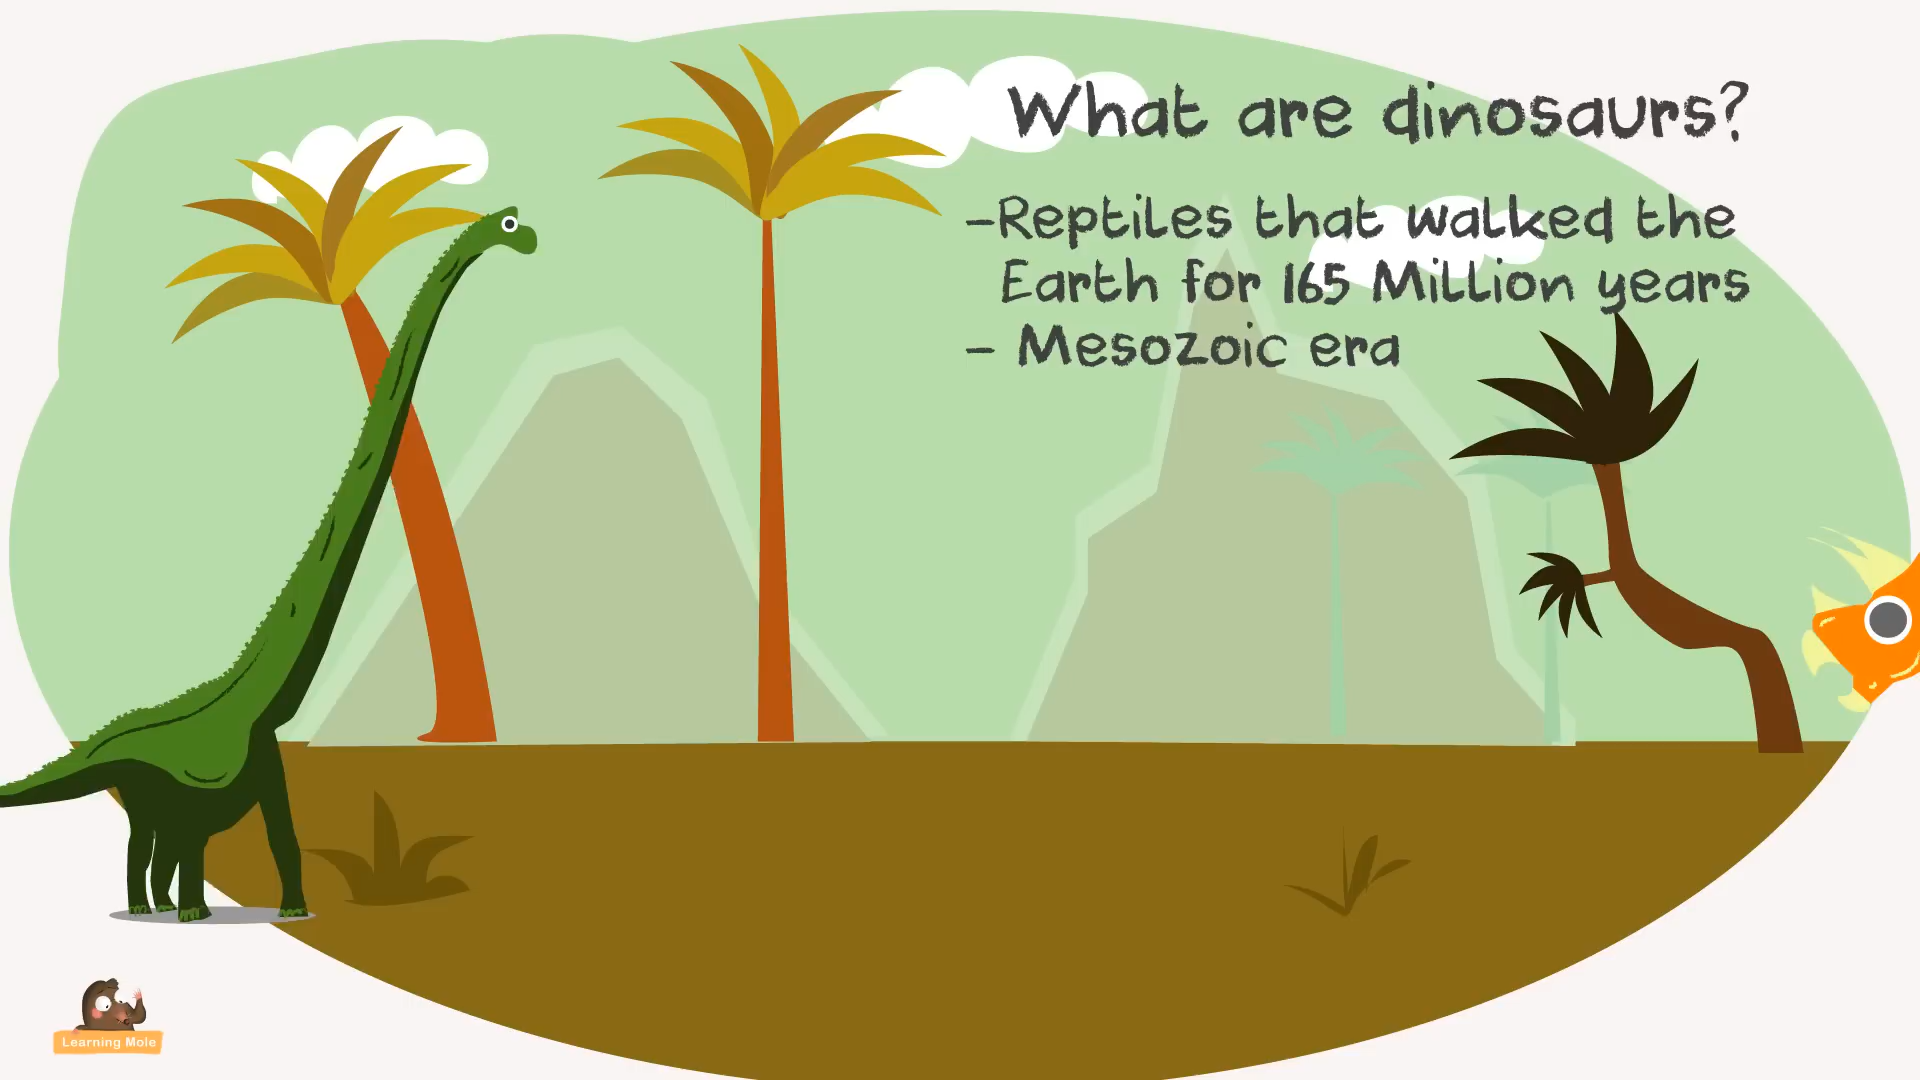 What are dinosaurs?
-Reptiles that walked the
Earth for 165 Million years
- Mesozoic era
Learning Mole